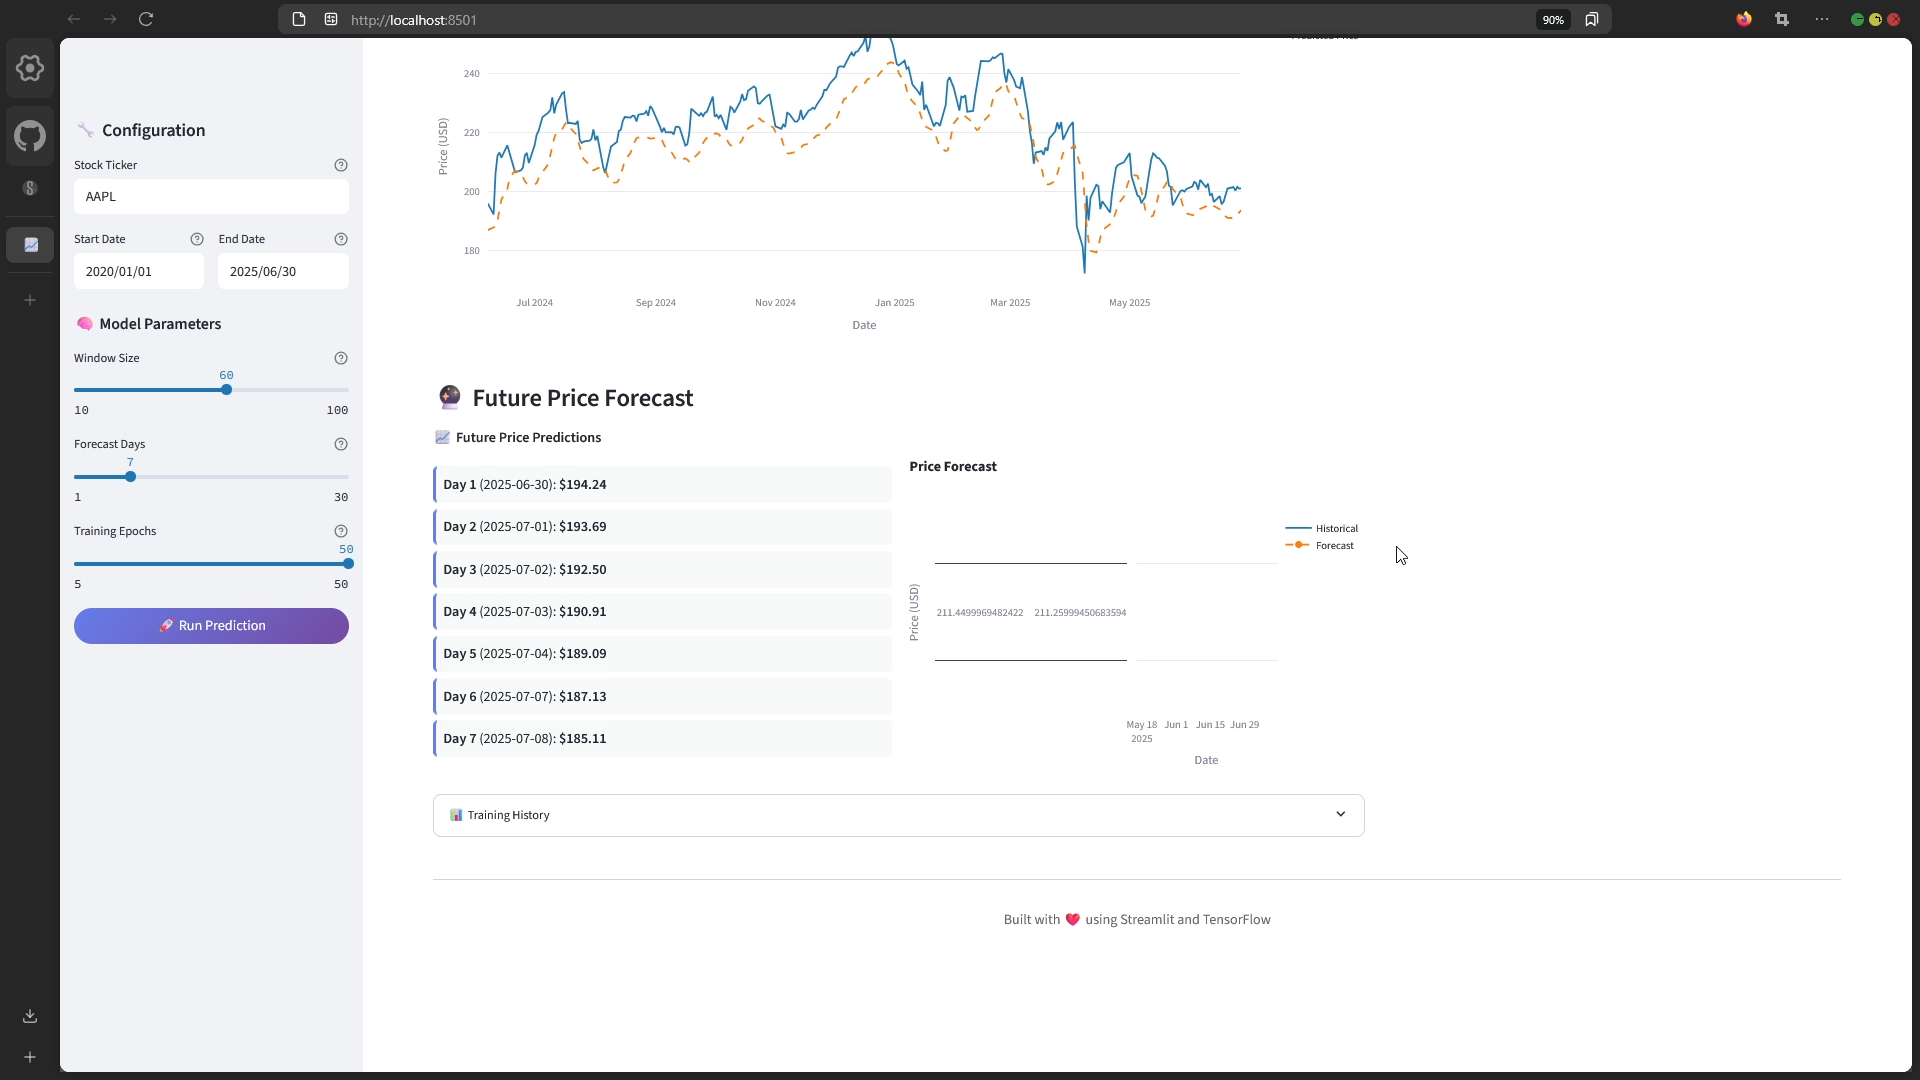 http://localhost:8501
90%
Configuration
Stock Ticker
AAPL
Start Date
End Date
2020/01/01
2025/06/30
Model Parameters
Window Size
60
10
100
Forecast Days
7
1
30
Training Epochs
50
5
50
Run Prediction
240
220
200
180
Price (USD)
Jul 2024
Sep 2024
Nov 2024
Jan 2025
Mar 2025
May 2025
Date
Future Price Forecast
Future Price Predictions
Day 1 (2025-06-30): $194.24
Day 2 (2025-07-01): $193.69
Day 3 (2025-07-02): $192.50
Day 4 (2025-07-03): $190.91
Day 5 (2025-07-04): $189.09
Day 6 (2025-07-07): $187.13
Day 7 (2025-07-08): $185.11
Price Forecast
Historical
Forecast
Price (USD)
211.4499969482422
211.25999450683594
May 18
2025
Jun 1
Jun 15
Jun 29
Date
Training History
Built with ❤️ using Streamlit and TensorFlow